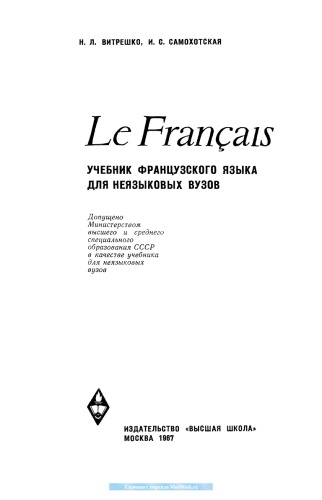 Н. Л. ВИТРЕШКО, И. С. САМОХОТСКАЯ
Le Français
УЧЕБНИК ФРАНЦУЗСКОГО ЯЗЫКА
ДЛЯ НЕЯЗЫКОВЫХ ВУЗОВ
Допущено
Министерством
высшего и среднего
специального
образования СССР
в качестве учебника
для неязыковых
вузов
ИЗДАТЕЛЬСТВО «ВЫСШАЯ ШКОЛА»
МОСКВА 1967